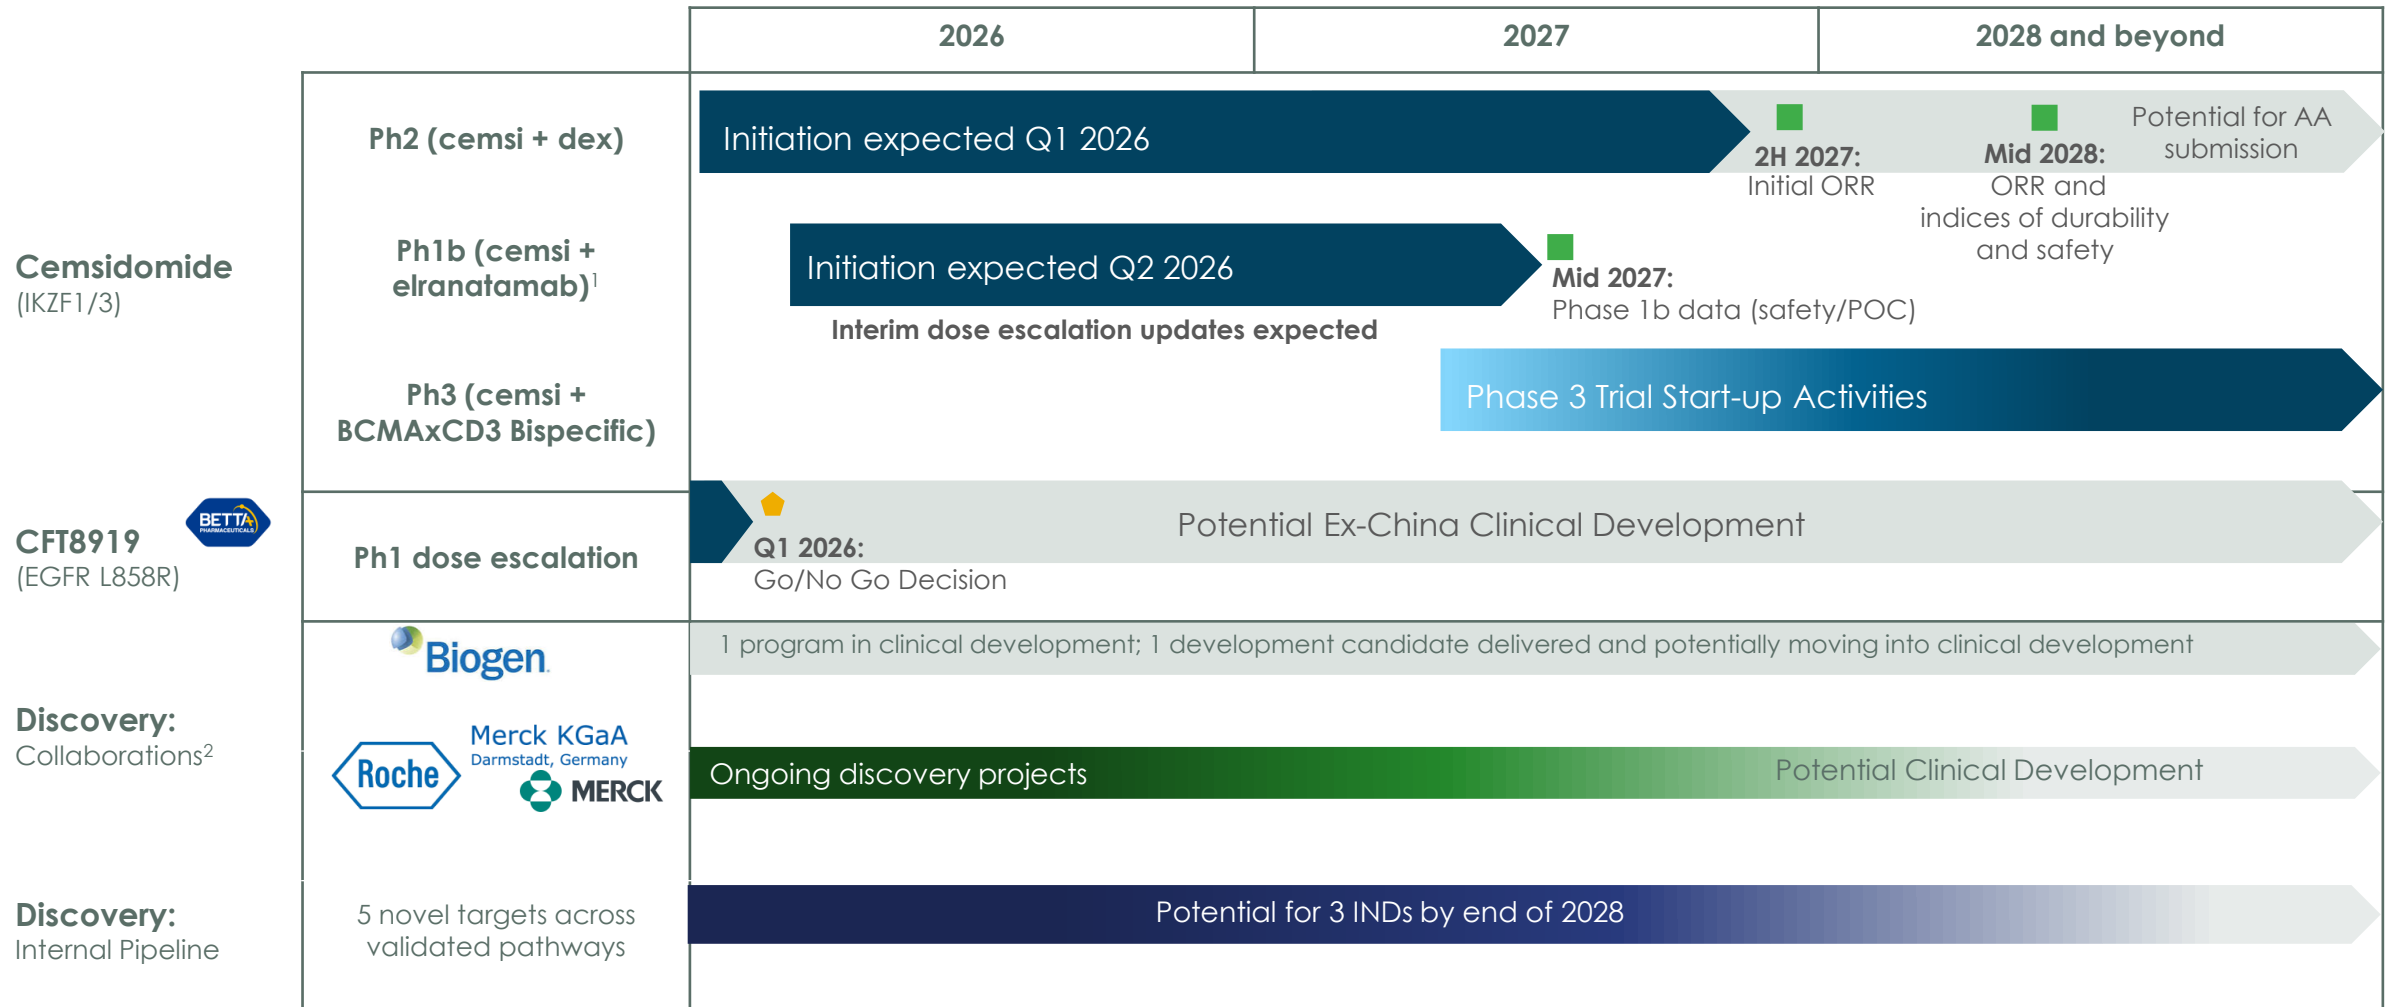 2026
2027
2028 and beyond
Cemsidomide
(IKZF1/3)
Ph2 (cemsi + dex)
Initiation expected Q1 2026
2H 2027:
Initial ORR
Mid 2028:
ORR and
indices of durability
and safety
Potential for AA
submission
Ph1b (cemsi +
elranatamab)1
Initiation expected Q2 2026
Interim dose escalation updates expected
Mid 2027:
Phase 1b data (safety/POC)
Ph3 (cemsi +
BCMAxCD3 Bispecific)
Phase 3 Trial Start-up Activities
CFT8919
(EGFR L858R)
BETTA
PHARMACEUTICALS
Ph1 dose escalation
Q1 2026:
Go/No Go Decision
Potential Ex-China Clinical Development
Discovery:
Collaborations2
Biogen.
1 program in clinical development; 1 development candidate delivered and potentially moving into clinical development
Roche
Merck KGaA
Darmstadt, Germany
MERCK
Ongoing discovery projects
Potential Clinical Development
Discovery:
Internal Pipeline
5 novel targets across
validated pathways
Potential for 3 INDs by end of 2028